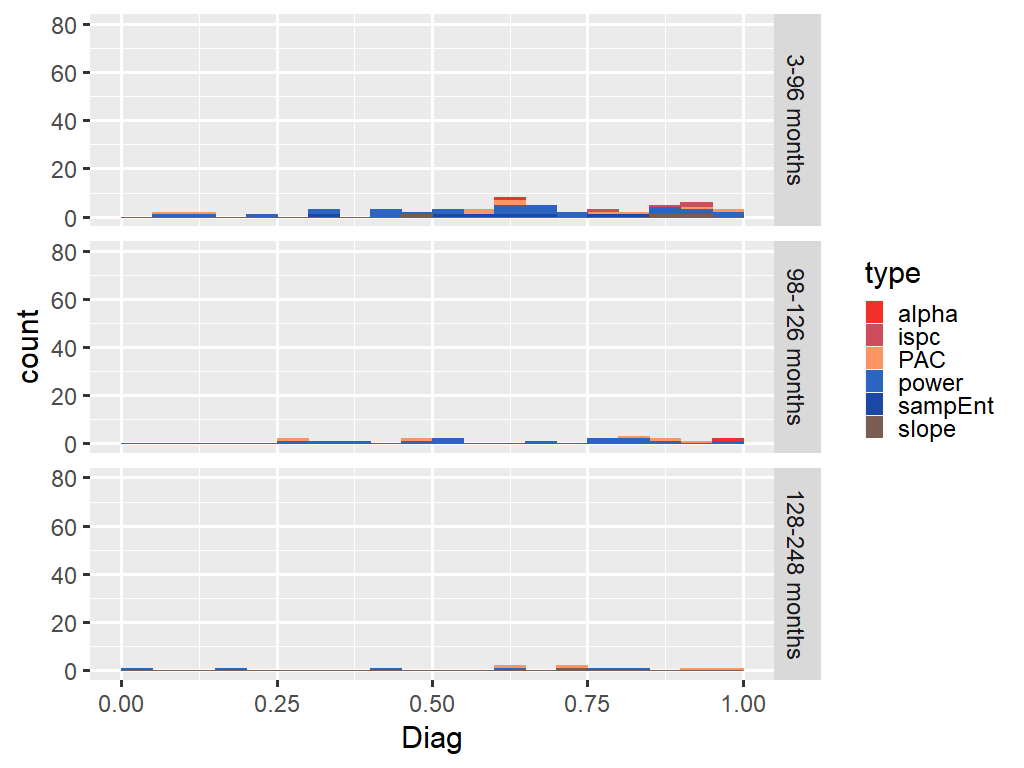 80
60
40
20
0
3-96 months
80
60
40
20
0
98-126 months
80
60
40
20
0
128-248 months
count
0.00 0.25 0.50 0.75 1.00
Diag
type
alpha
ispc
PAC
power
sampEnt
slope